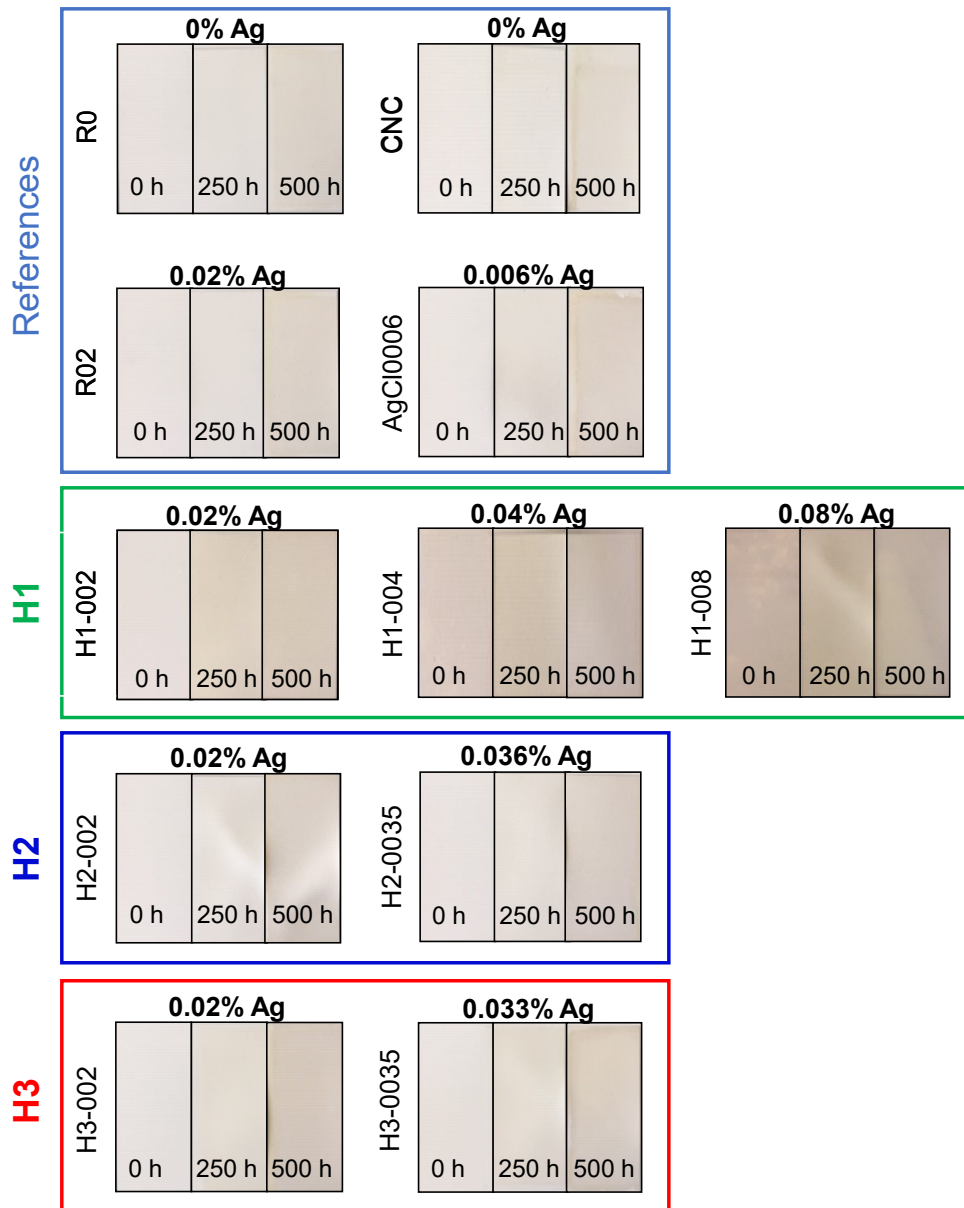 References
0% Ag
R0
0 h
250 h
500 h
0% Ag
CNC
0 h
250 h
500 h
0.02% Ag
R02
0 h
250 h
500 h
0.006% Ag
AgCl0006
0 h
250 h
500 h
H1
0.02% Ag
H1-002
0 h
250 h
500 h
0.04% Ag
H1-004
0 h
250 h
500 h
0.08% Ag
H1-008
0 h
250 h
500 h
H2
0.02% Ag
H2-002
0 h
250 h
500 h
0.036% Ag
H2-0035
0 h
250 h
500 h
H3
0.02% Ag
H3-002
0 h
250 h
500 h
0.033% Ag
H3-0035
0 h
250 h
500 h